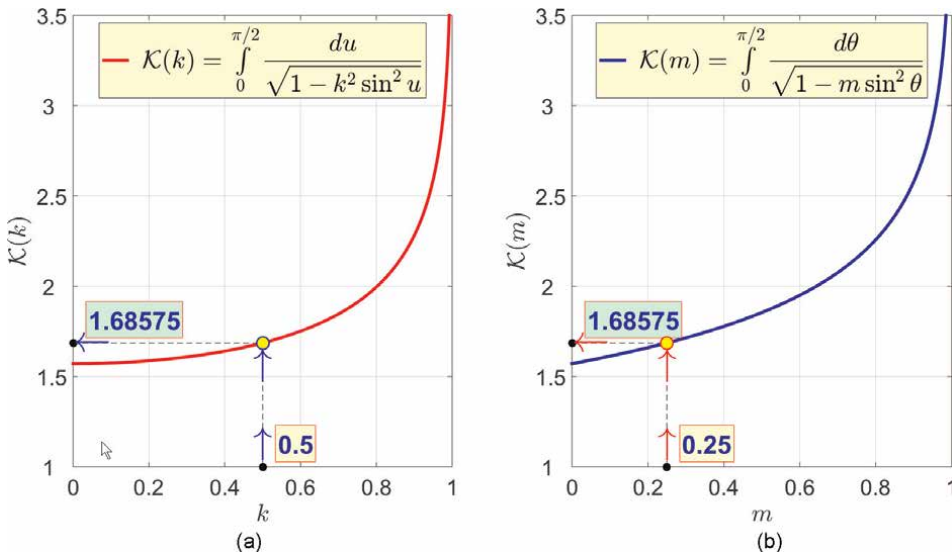 3.5
3
2.5
2
1.5
1
0 0.2 0.4 0.6 0.8 1
𝒦(k)
k
𝒦(k) = ∫₀^{π/2} du / √(1 − k² sin² u)
1.68575
0.5
(a)
3.5
3
2.5
2
1.5
1
0 0.2 0.4 0.6 0.8 1
𝒦(m)
m
𝒦(m) = ∫₀^{π/2} dθ / √(1 − m sin² θ)
1.68575
0.25
(b)